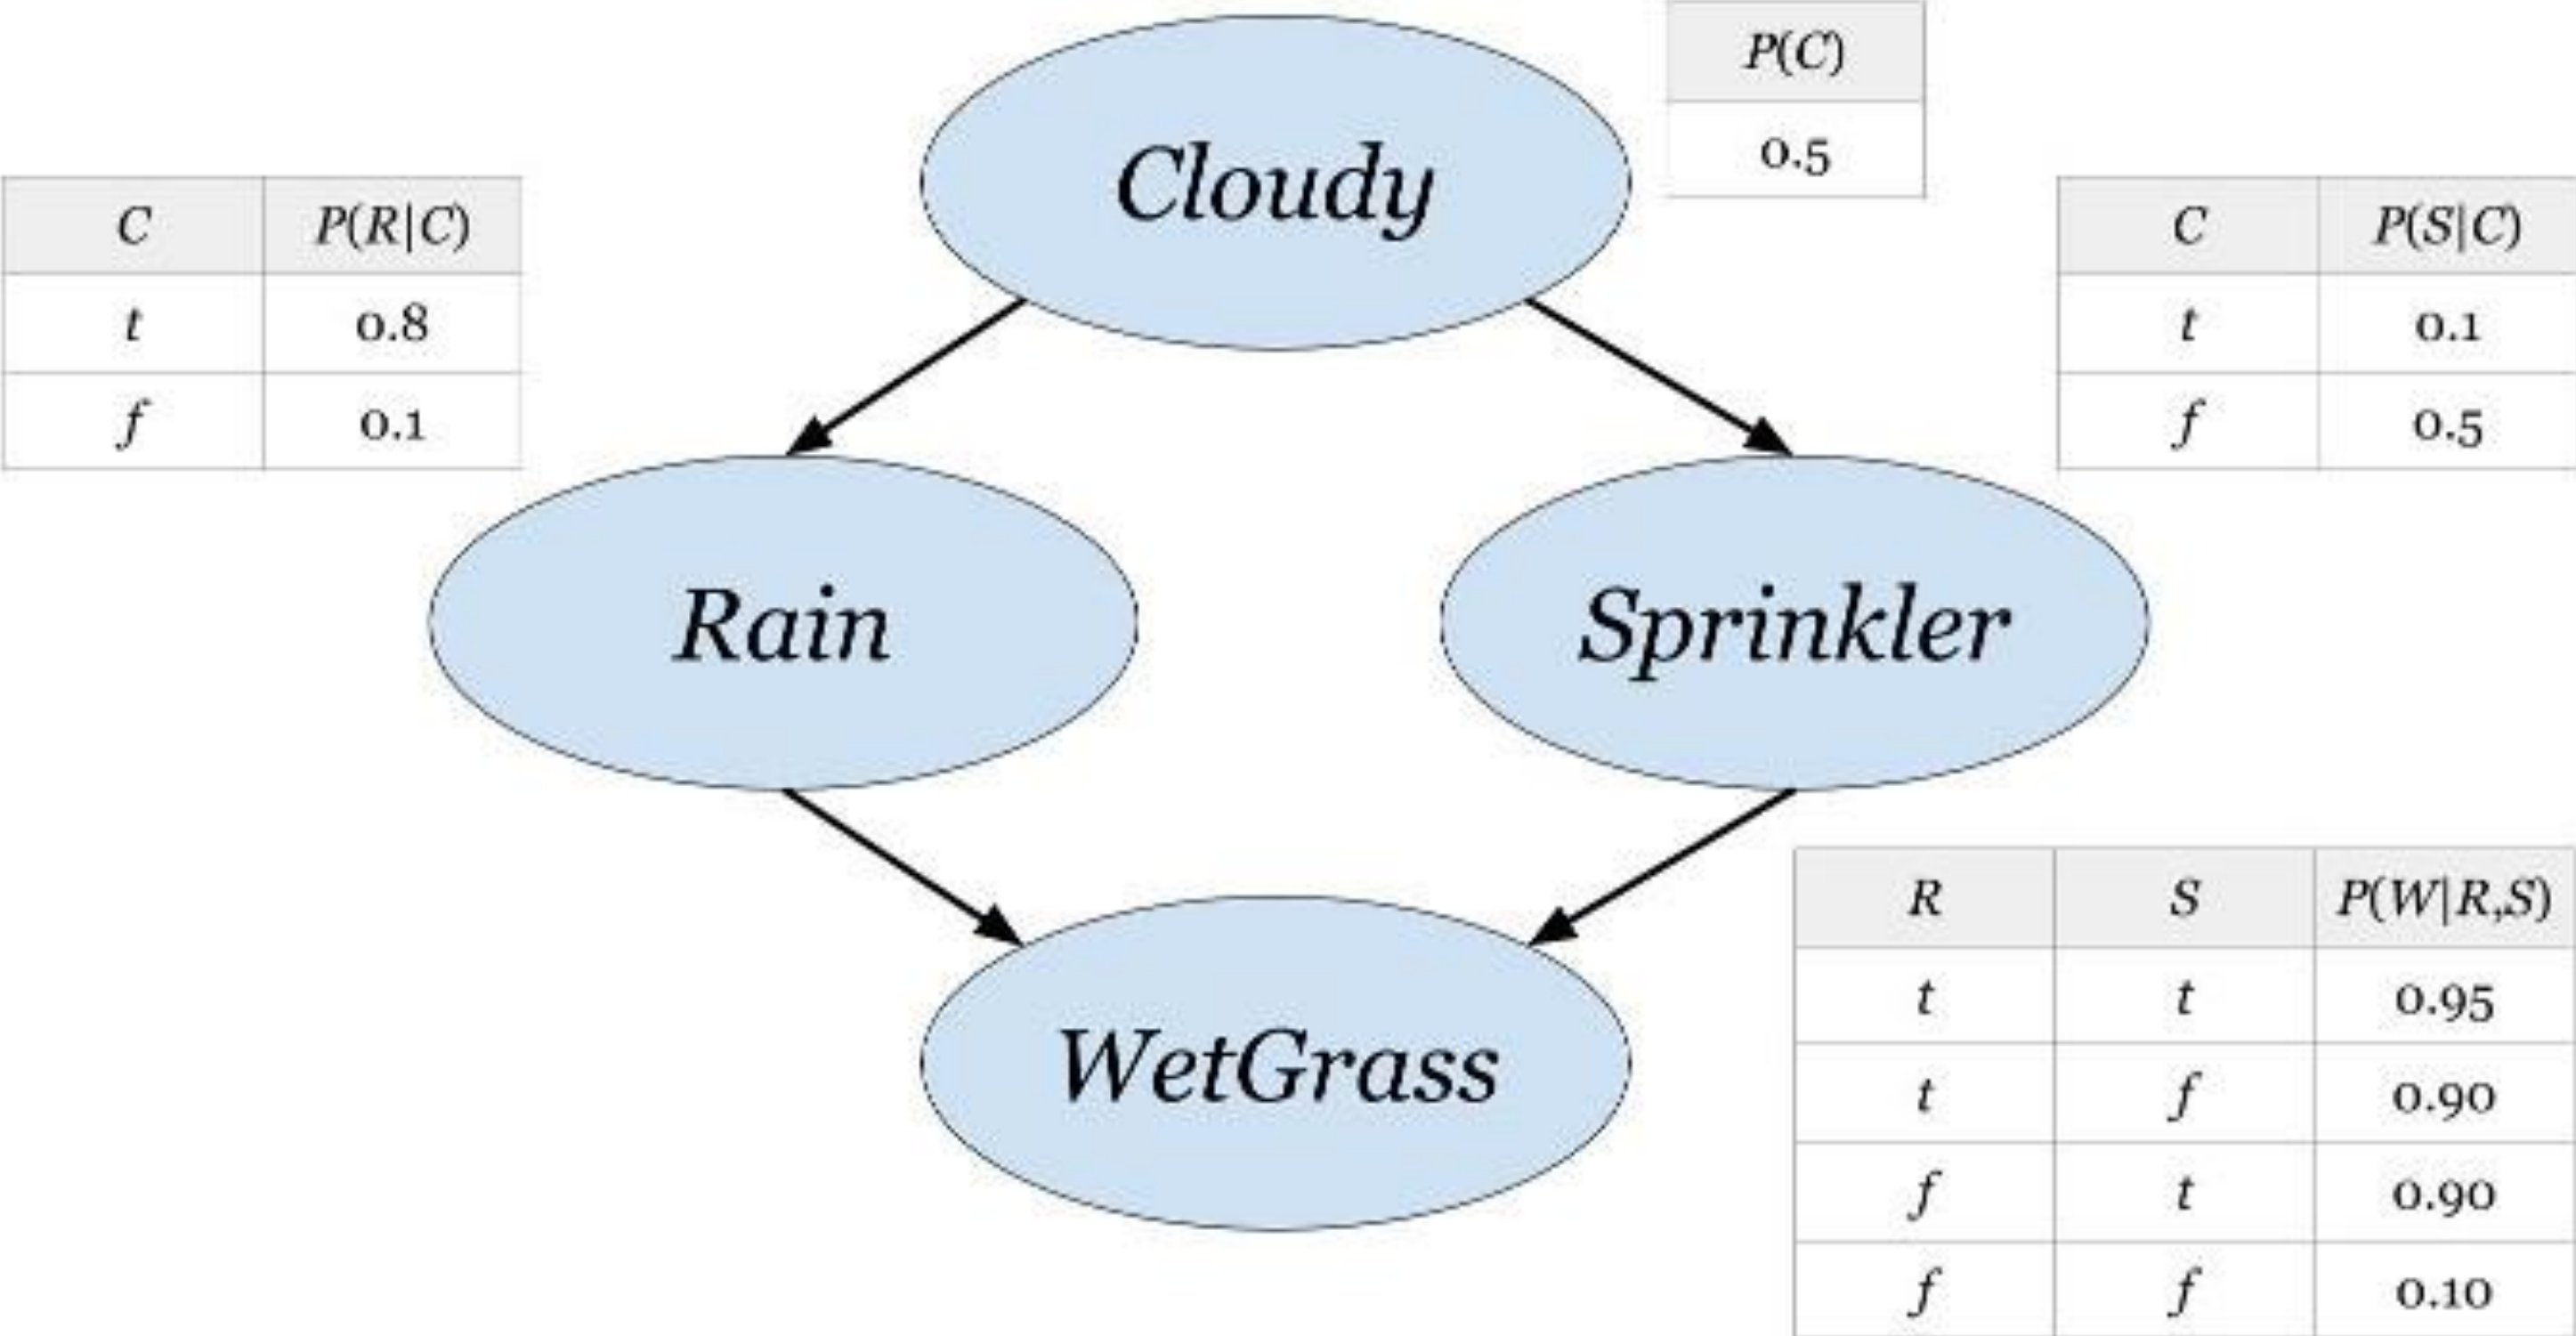 Cloudy
P(C)
0.5
C P(R|C)
t 0.8
f 0.1
C P(S|C)
t 0.1
f 0.5
Rain
Sprinkler
WetGrass
R S P(W|R,S)
t t 0.95
t f 0.90
f t 0.90
f f 0.10